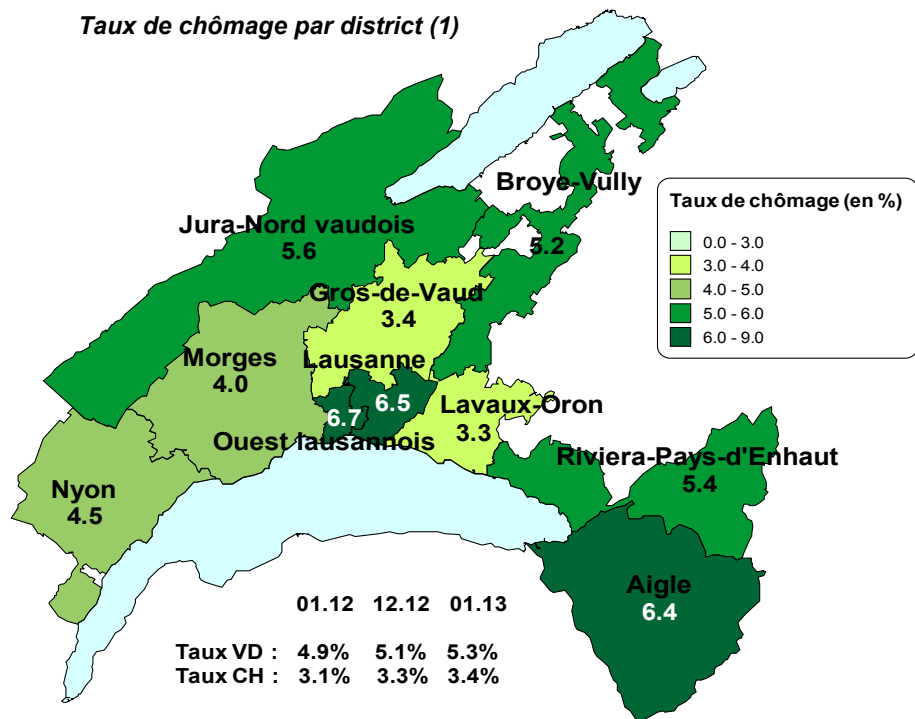 Taux de chômage par district (1)
Broye-Vully
5.2
Taux de chômage (en %)
0.0 - 3.0
3.0 - 4.0
4.0 - 5.0
5.0 - 6.0
6.0 - 9.0
Jura-Nord vaudois
5.6
Gros-de-Vaud
3.4
Morges
4.0
Lausanne
6.5
6.7
Ouest lausannois
Lavaux-Oron
3.3
Riviera-Pays-d'Enhaut
5.4
Nyon
4.5
Aigle
6.4
01.12 12.12 01.13
Taux VD : 4.9% 5.1% 5.3%
Taux CH : 3.1% 3.3% 3.4%